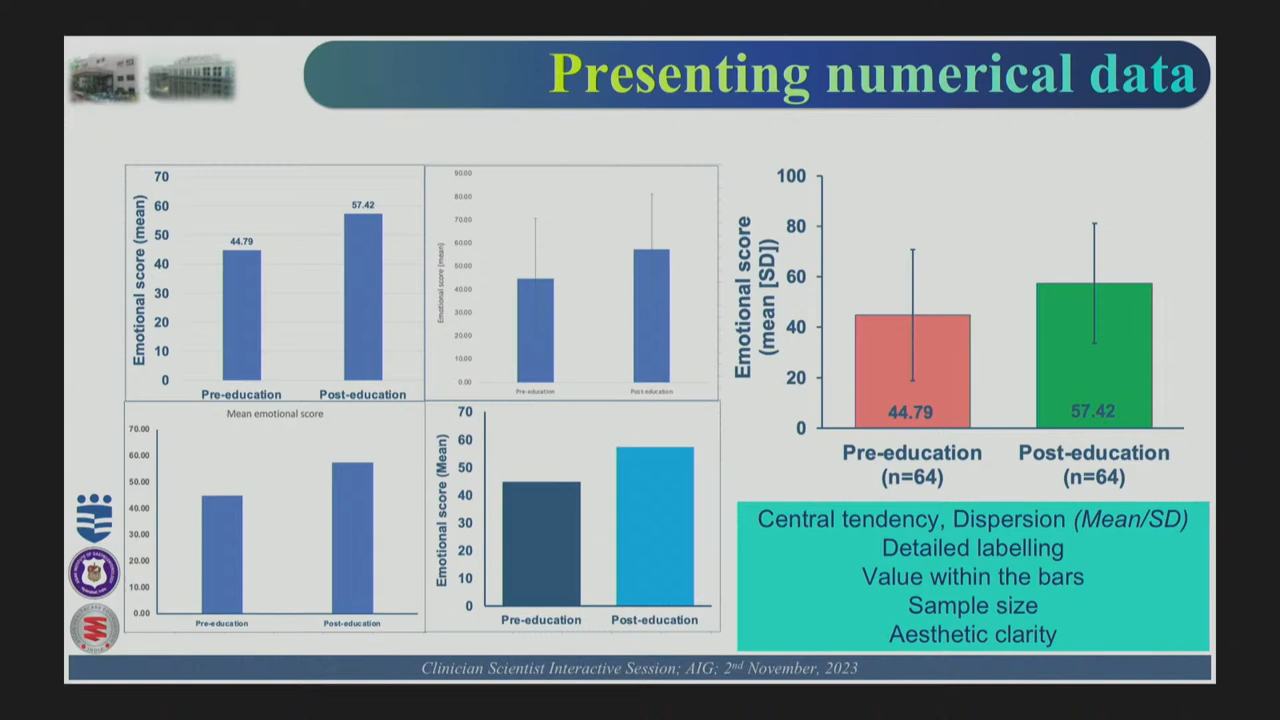 Presenting numerical data
70
60
50
40
30
20
10
0
Emotional score (mean)
44.79
57.42
Pre-education
Post-education
90.00
80.00
70.00
60.00
50.00
40.00
30.00
20.00
10.00
0.00
Emotional score [mean]
Pre-education
Post education
Mean emotional score
70.00
60.00
50.00
40.00
30.00
20.00
10.00
0.00
Pre-education
Post-education
70
60
50
40
30
20
10
0
Emotional score (Mean)
Pre-education
Post-education
100
80
60
40
20
0
Emotional score
(mean [SD])
44.79
57.42
Pre-education
(n=64)
Post-education
(n=64)
Central tendency, Dispersion (Mean/SD)
Detailed labelling
Value within the bars
Sample size
Aesthetic clarity
Clinician Scientist Interactive Session; AIG; 2nd November, 2023